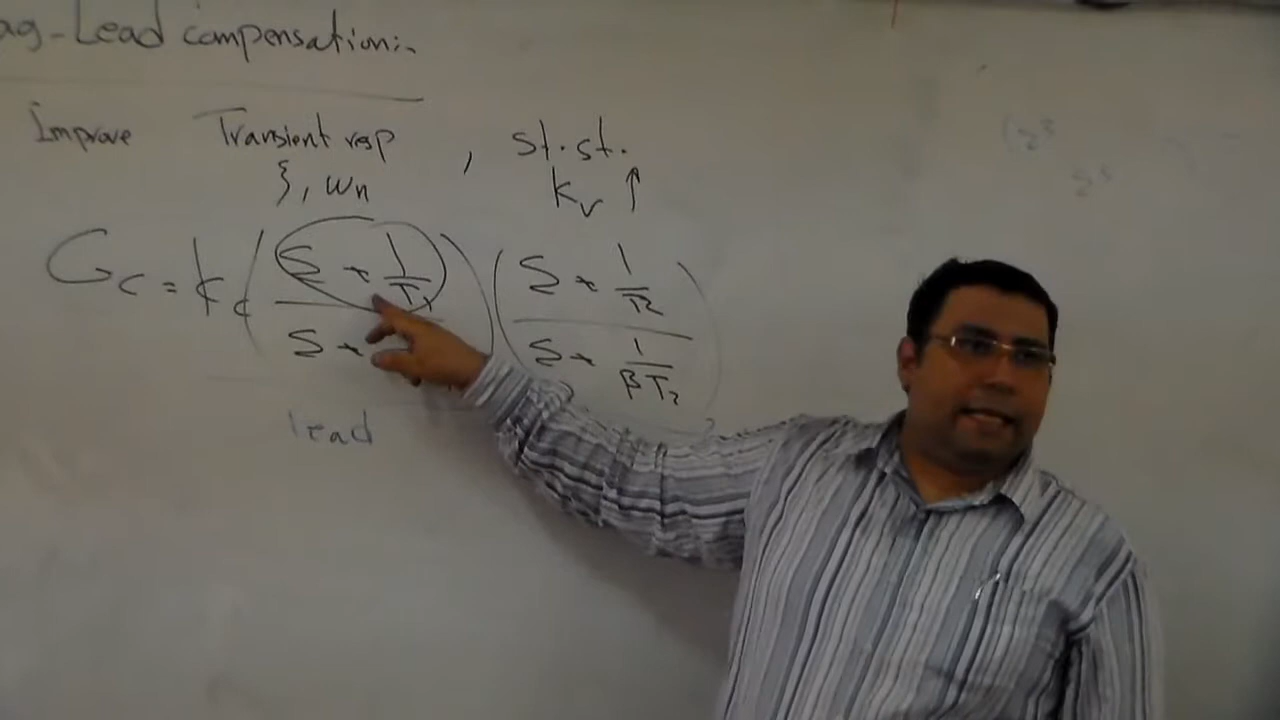 ag-Lead compensation:-
Improve Transient resp , st.st.
ξ, ωn kv ↑
Gc = kc ( S + 1/T1 ) ( S + 1/T2 )
S + S + 1/βT2
lead